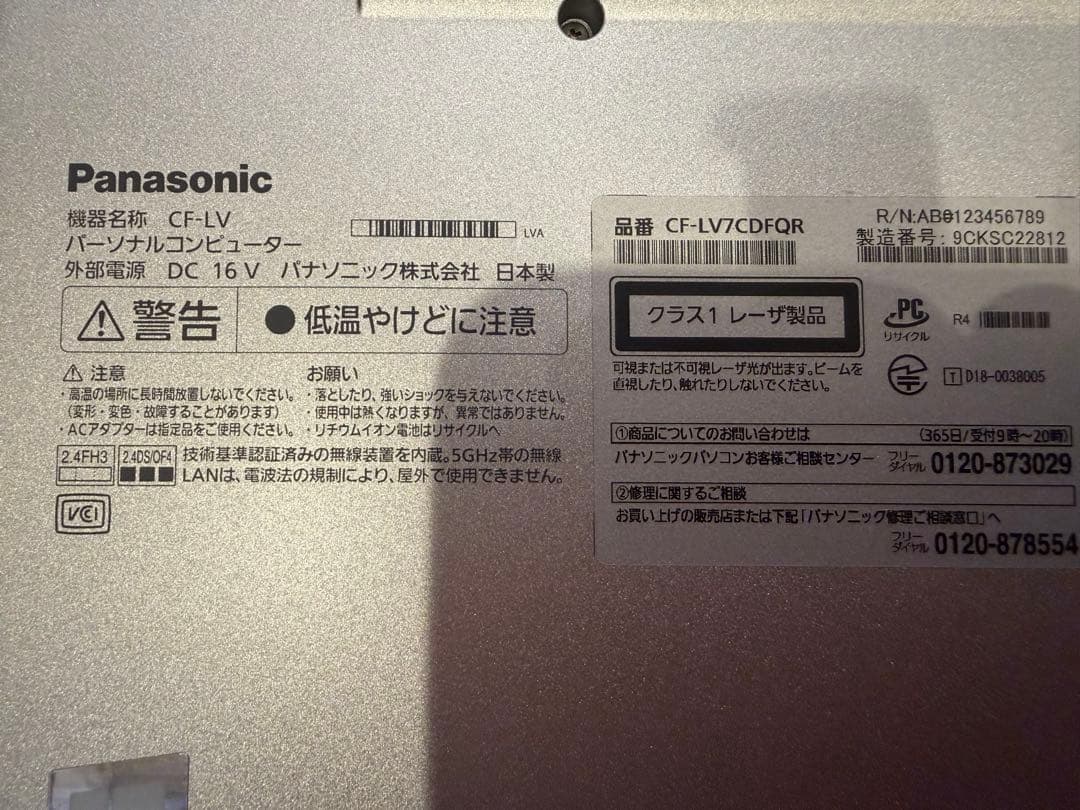 Panasonic
機器名称 CF-LV
パーソナルコンピューター
LVA
外部電源 DC 16V パナソニック株式会社 日本製
警告 ●低温やけどに注意
注意
・高温の場所に長時間放置しないでください。
(変形・変色・故障することがあります)
・ACアダプターは指定品をご使用ください。
お願い
・落としたり、強いショックを与えないでください。
・使用中は熱くなりますが、異常ではありません。
・リチウムイオン電池はリサイクルへ
2.4FH3 2.4DS/OF4 技術基準認証済みの無線装置を内蔵。5GHz帯の無線
LANは、電波法の規制により、屋外で使用できません。
VCCI
品番 CF-LV7CDFQR
R/N:AB0123456789
製造番号: 9CKSC22812
クラス1 レーザ製品
可視または不可視レーザ光が出ます。ビームを
直視したり、触れたりしないでください。
PC
リサイクル
R4
T D18-0038005
①商品についてのお問い合わせは (365日/受付9時~20時)
パナソニックパソコンお客様ご相談センター フリーダイヤル 0120-873029
②修理に関するご相談
お買い上げの販売店または下記「パナソニック修理ご相談窓口」へ
フリーダイヤル 0120-878554